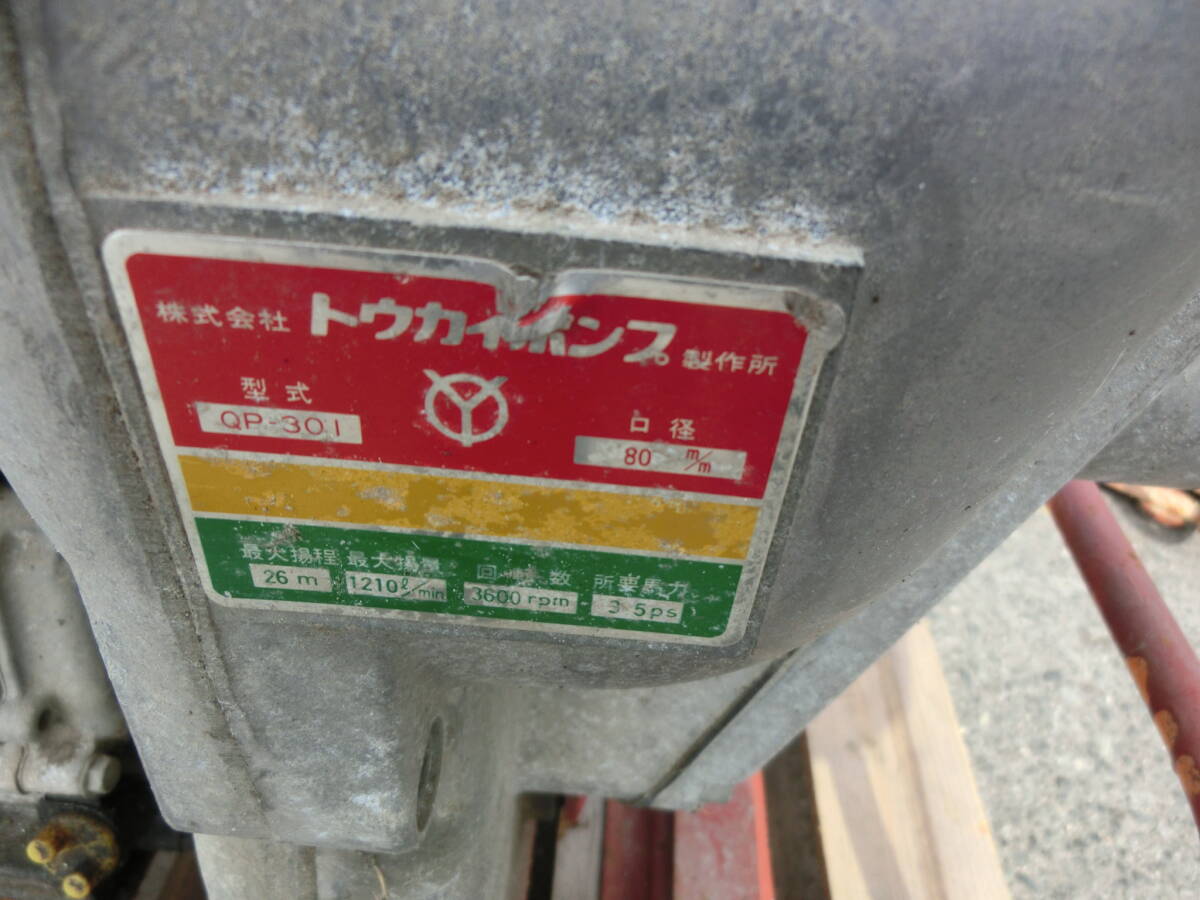 株式会社 トウカイポンプ製作所
型式 口径
QP-301 80 m/m
最大揚程 最大揚量 回転数 所要馬力
26 m 1210ℓ/min 3600 rpm 3.5ps